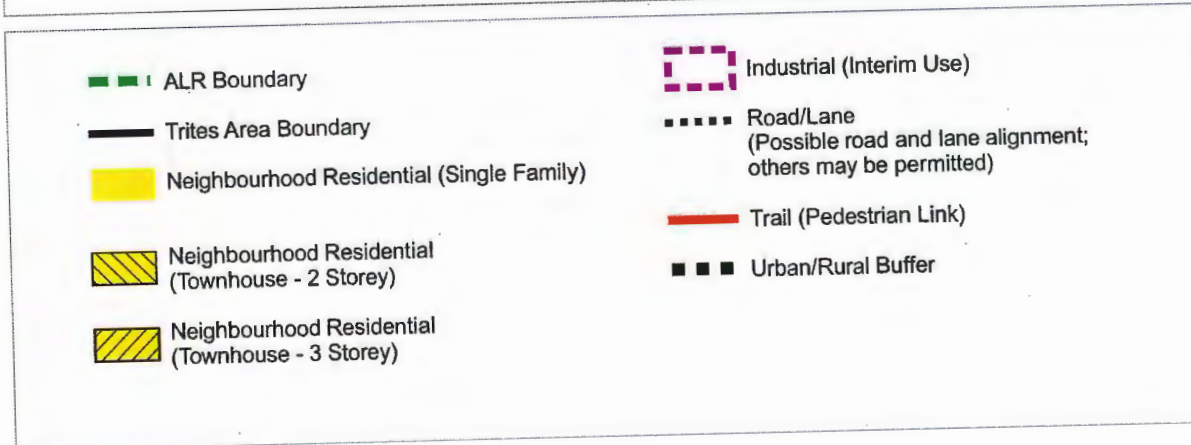 ALR Boundary
Trites Area Boundary
Neighbourhood Residential (Single Family)
Neighbourhood Residential
(Townhouse - 2 Storey)
Neighbourhood Residential
(Townhouse - 3 Storey)
Industrial (Interim Use)
Road/Lane
(Possible road and lane alignment;
others may be permitted)
Trail (Pedestrian Link)
Urban/Rural Buffer